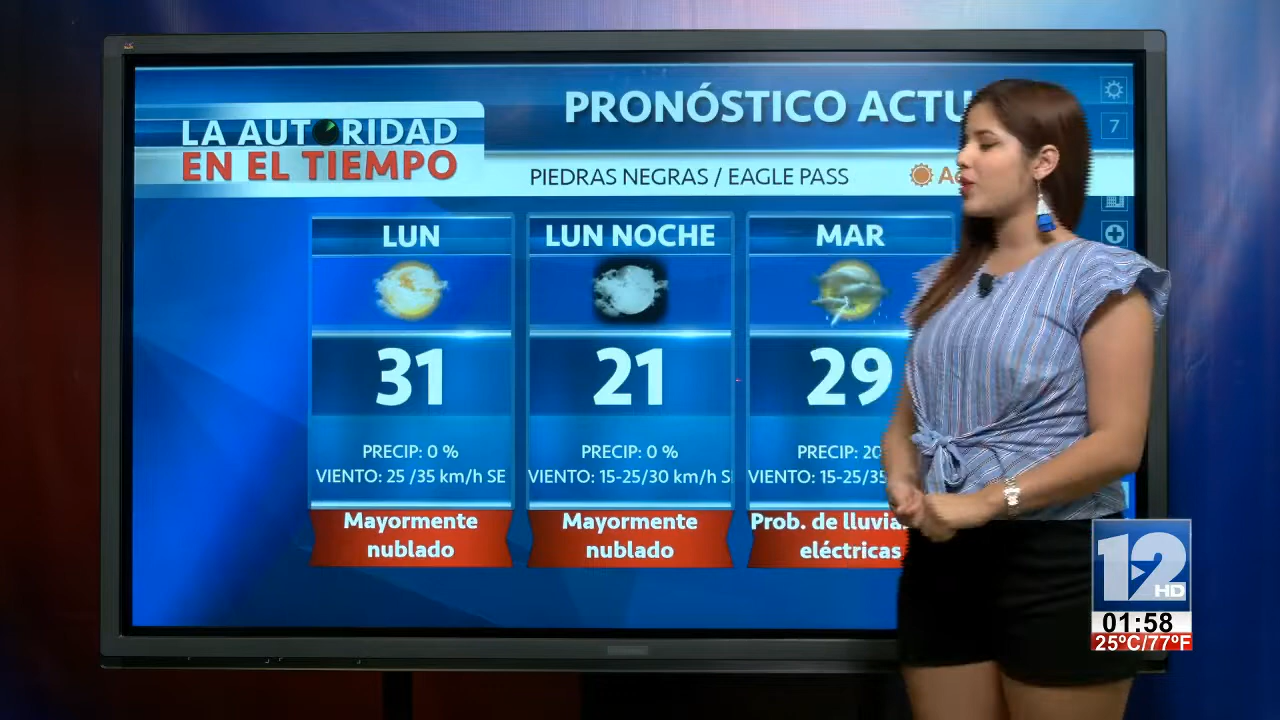 PRONÓSTICO ACTU
LA AUTORIDAD
EN EL TIEMPO
PIEDRAS NEGRAS / EAGLE PASS
7
LUN
LUN NOCHE
MAR
31
21
29
PRECIP: 0 %
PRECIP: 0 %
PRECIP: 20
VIENTO: 25 /35 km/h SE
VIENTO: 15-25/30 km/h S
VIENTO: 15-25/35
Mayormente
nublado
Mayormente
nublado
Prob. de lluvia
eléctricas
12
HD
01:58
25°C/77°F